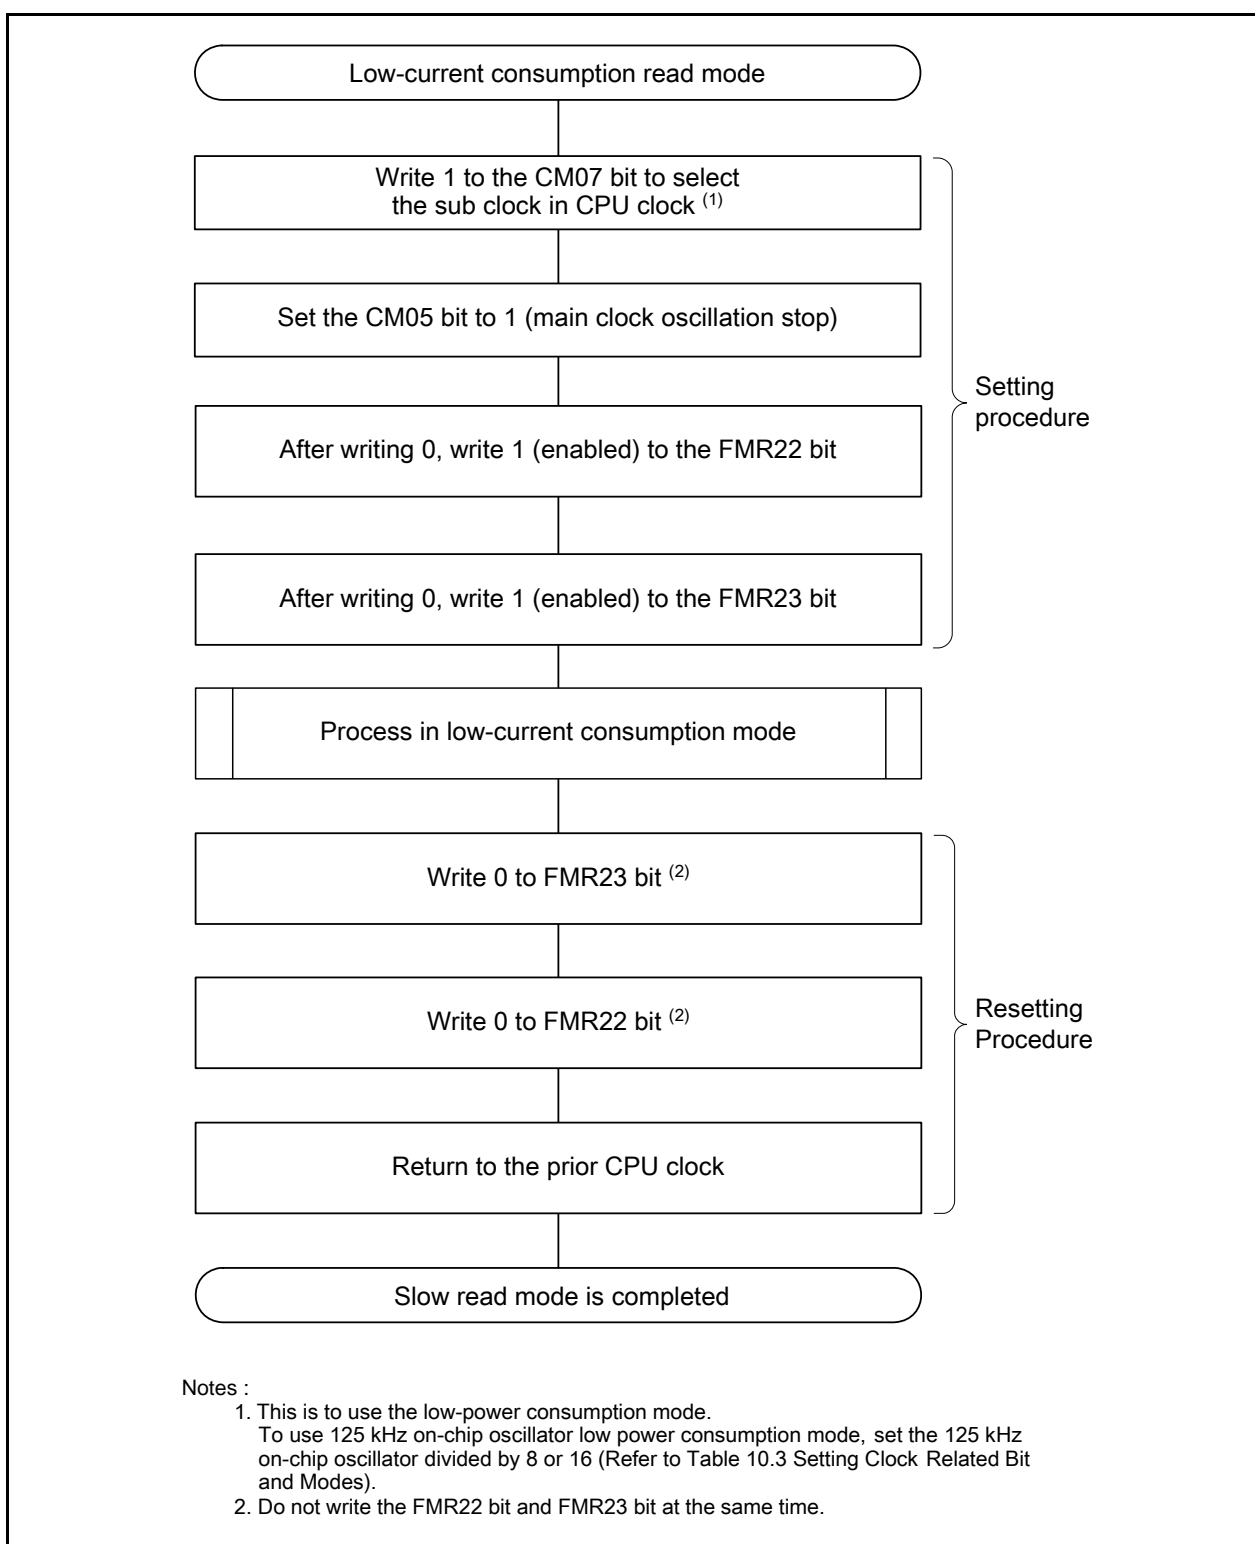 Low-current consumption read mode
Write 1 to the CM07 bit to select
the sub clock in CPU clock (1)
Set the CM05 bit to 1 (main clock oscillation stop)
After writing 0, write 1 (enabled) to the FMR22 bit
After writing 0, write 1 (enabled) to the FMR23 bit
Setting
procedure
Process in low-current consumption mode
Write 0 to FMR23 bit (2)
Write 0 to FMR22 bit (2)
Return to the prior CPU clock
Resetting
Procedure
Slow read mode is completed
Notes :
1. This is to use the low-power consumption mode.
To use 125 kHz on-chip oscillator low power consumption mode, set the 125 kHz
on-chip oscillator divided by 8 or 16 (Refer to Table 10.3 Setting Clock Related Bit
and Modes).
2. Do not write the FMR22 bit and FMR23 bit at the same time.